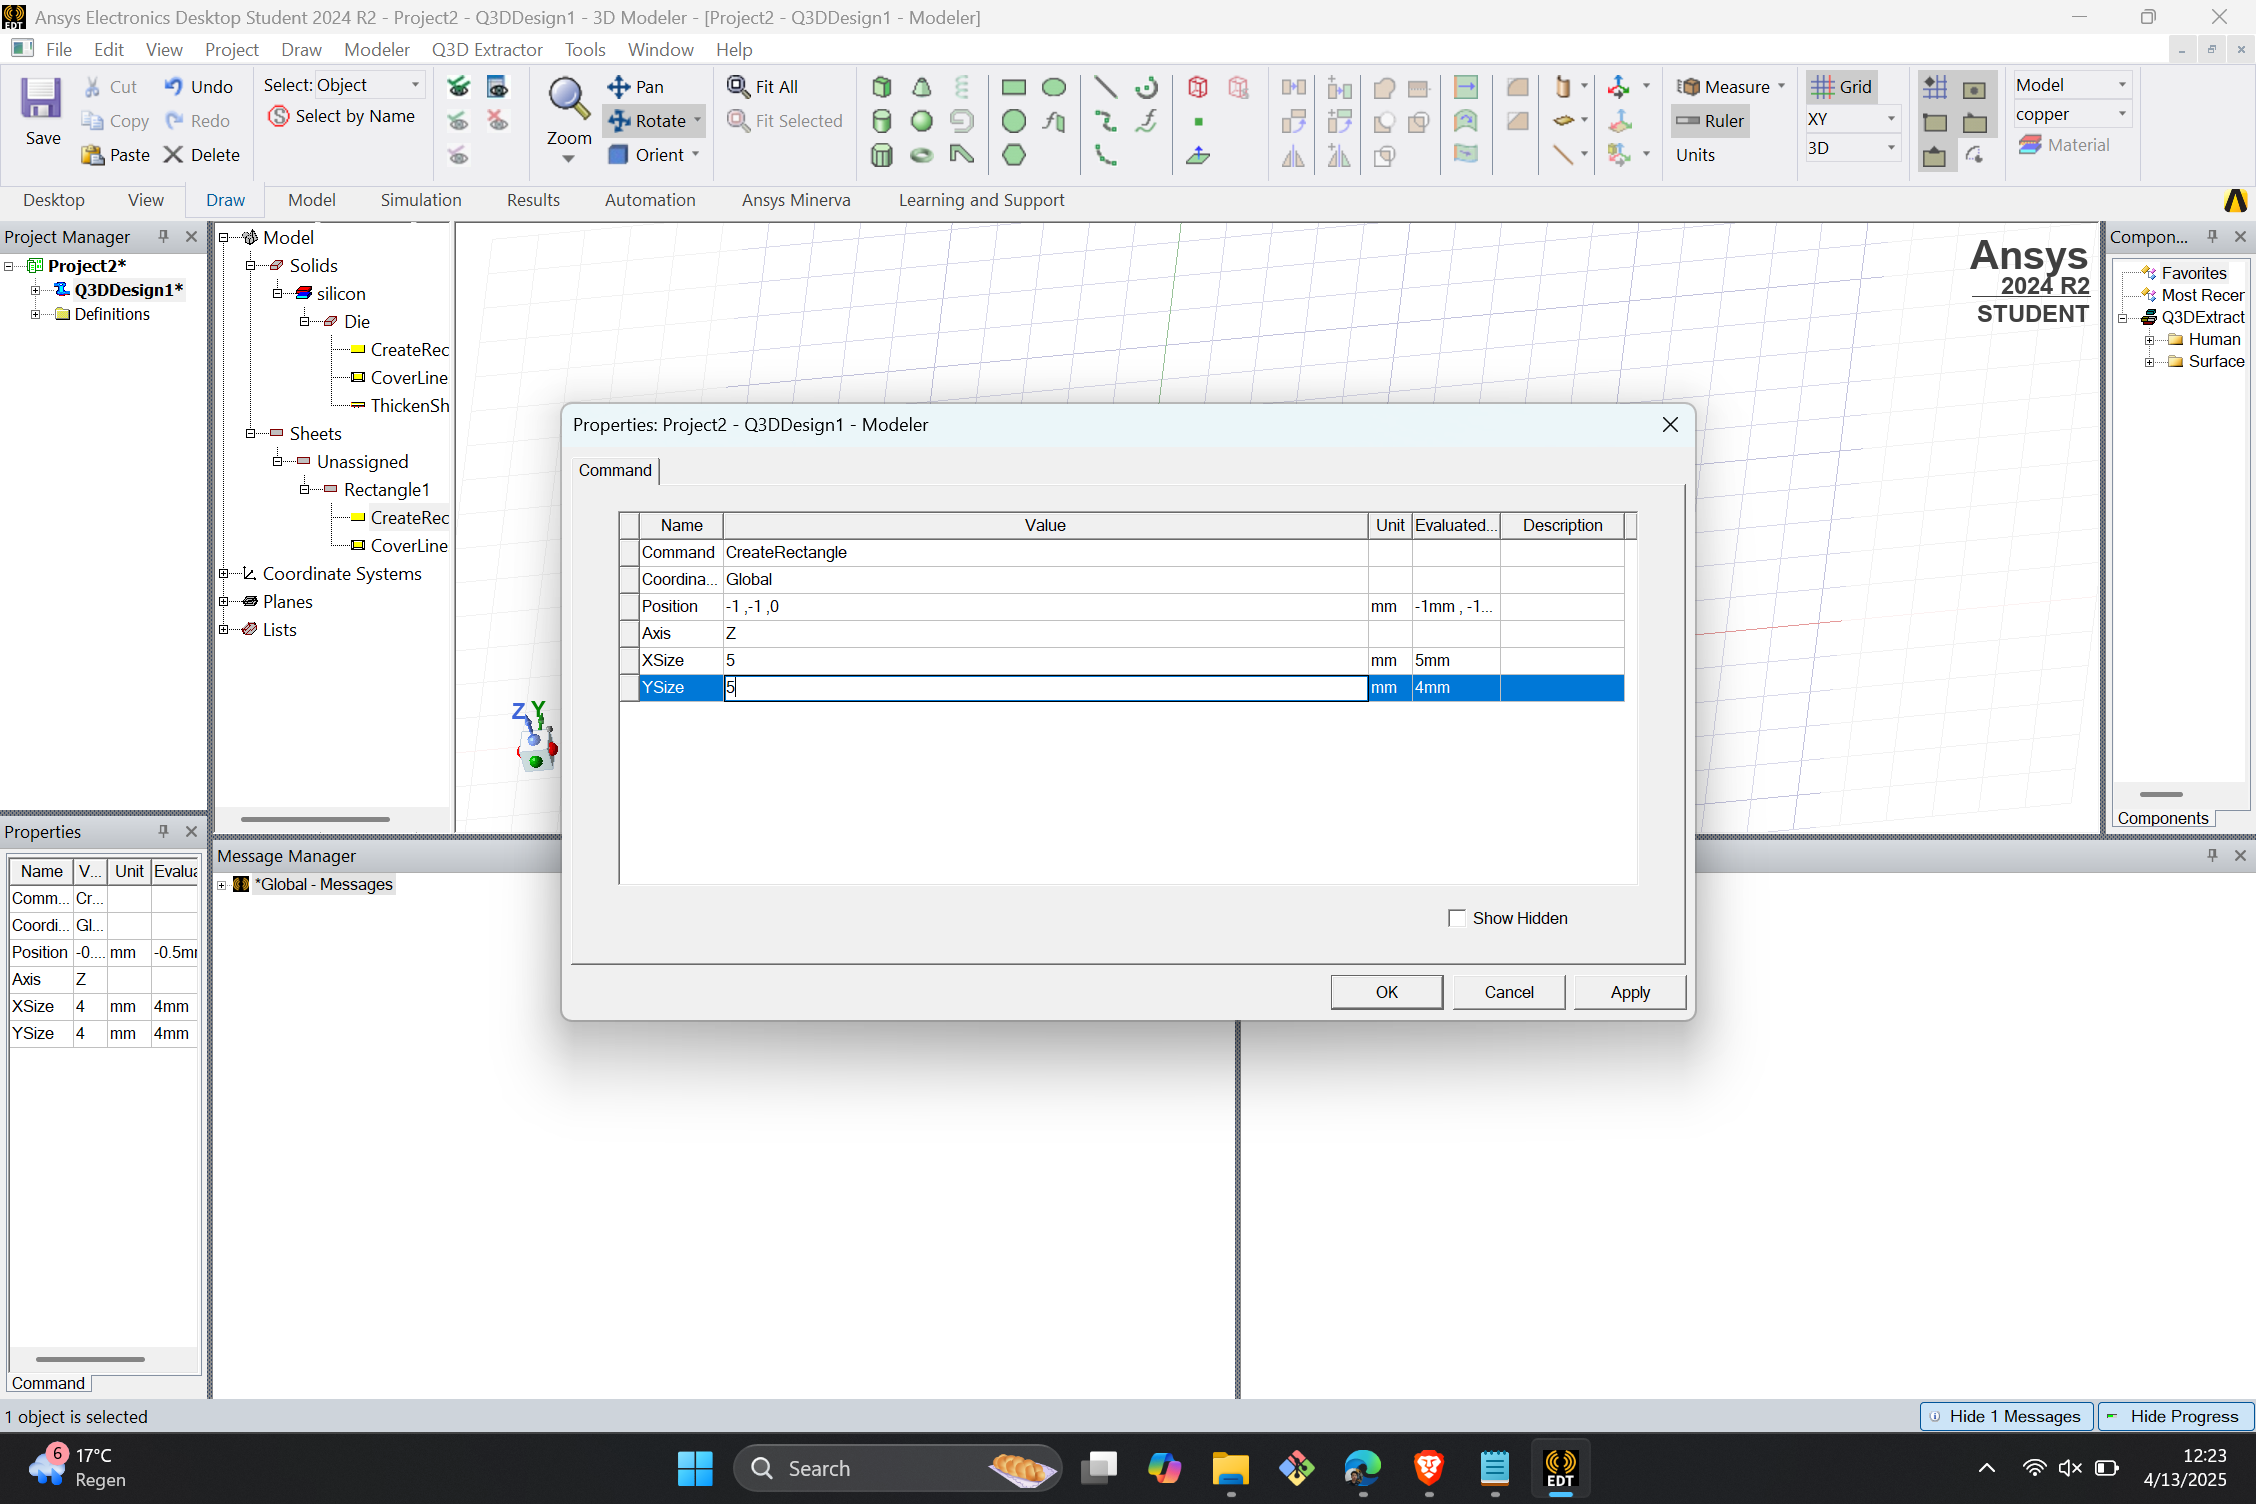 Ansys Electronics Desktop Student 2024 R2 - Project2 - Q3DDesign1 - 3D Modeler - [Project2 - Q3DDesign1 - Modeler]
File Edit View Project Draw Modeler Q3D Extractor Tools Window Help
Save
Cut
Copy
Paste
Undo
Redo
Delete
Select: Object
Select by Name
Zoom
Pan
Rotate
Orient
Fit All
Fit Selected
Measure
Ruler
Units
Grid
XY
3D
Model
copper
Material
Desktop View Draw Model Simulation Results Automation Ansys Minerva Learning and Support
Project Manager
Project2*
Q3DDesign1*
Definitions
Model
Solids
silicon
Die
CreateRec
CoverLine
ThickenSh
Sheets
Unassigned
Rectangle1
CreateRec
CoverLine
Coordinate Systems
Planes
Lists
Z Y
Ansys
2024 R2
STUDENT
Compon...
Favorites
Most Recer
Q3DExtract
Human
Surface
Components
Properties: Project2 - Q3DDesign1 - Modeler
Command
Name Value Unit Evaluated... Description
Command CreateRectangle
Coordina... Global
Position -1 ,-1 ,0 mm -1mm , -1...
Axis Z
XSize 5 mm 5mm
YSize 5 mm 4mm
Show Hidden
OK Cancel Apply
Properties
Name V... Unit Evalua
Comm... Cr...
Coordi... Gl...
Position -0.... mm -0.5mr
Axis Z
XSize 4 mm 4mm
YSize 4 mm 4mm
Command
Message Manager
*Global - Messages
1 object is selected
Hide 1 Messages
Hide Progress
6
17°C
Regen
Search
EDT
12:23
4/13/2025